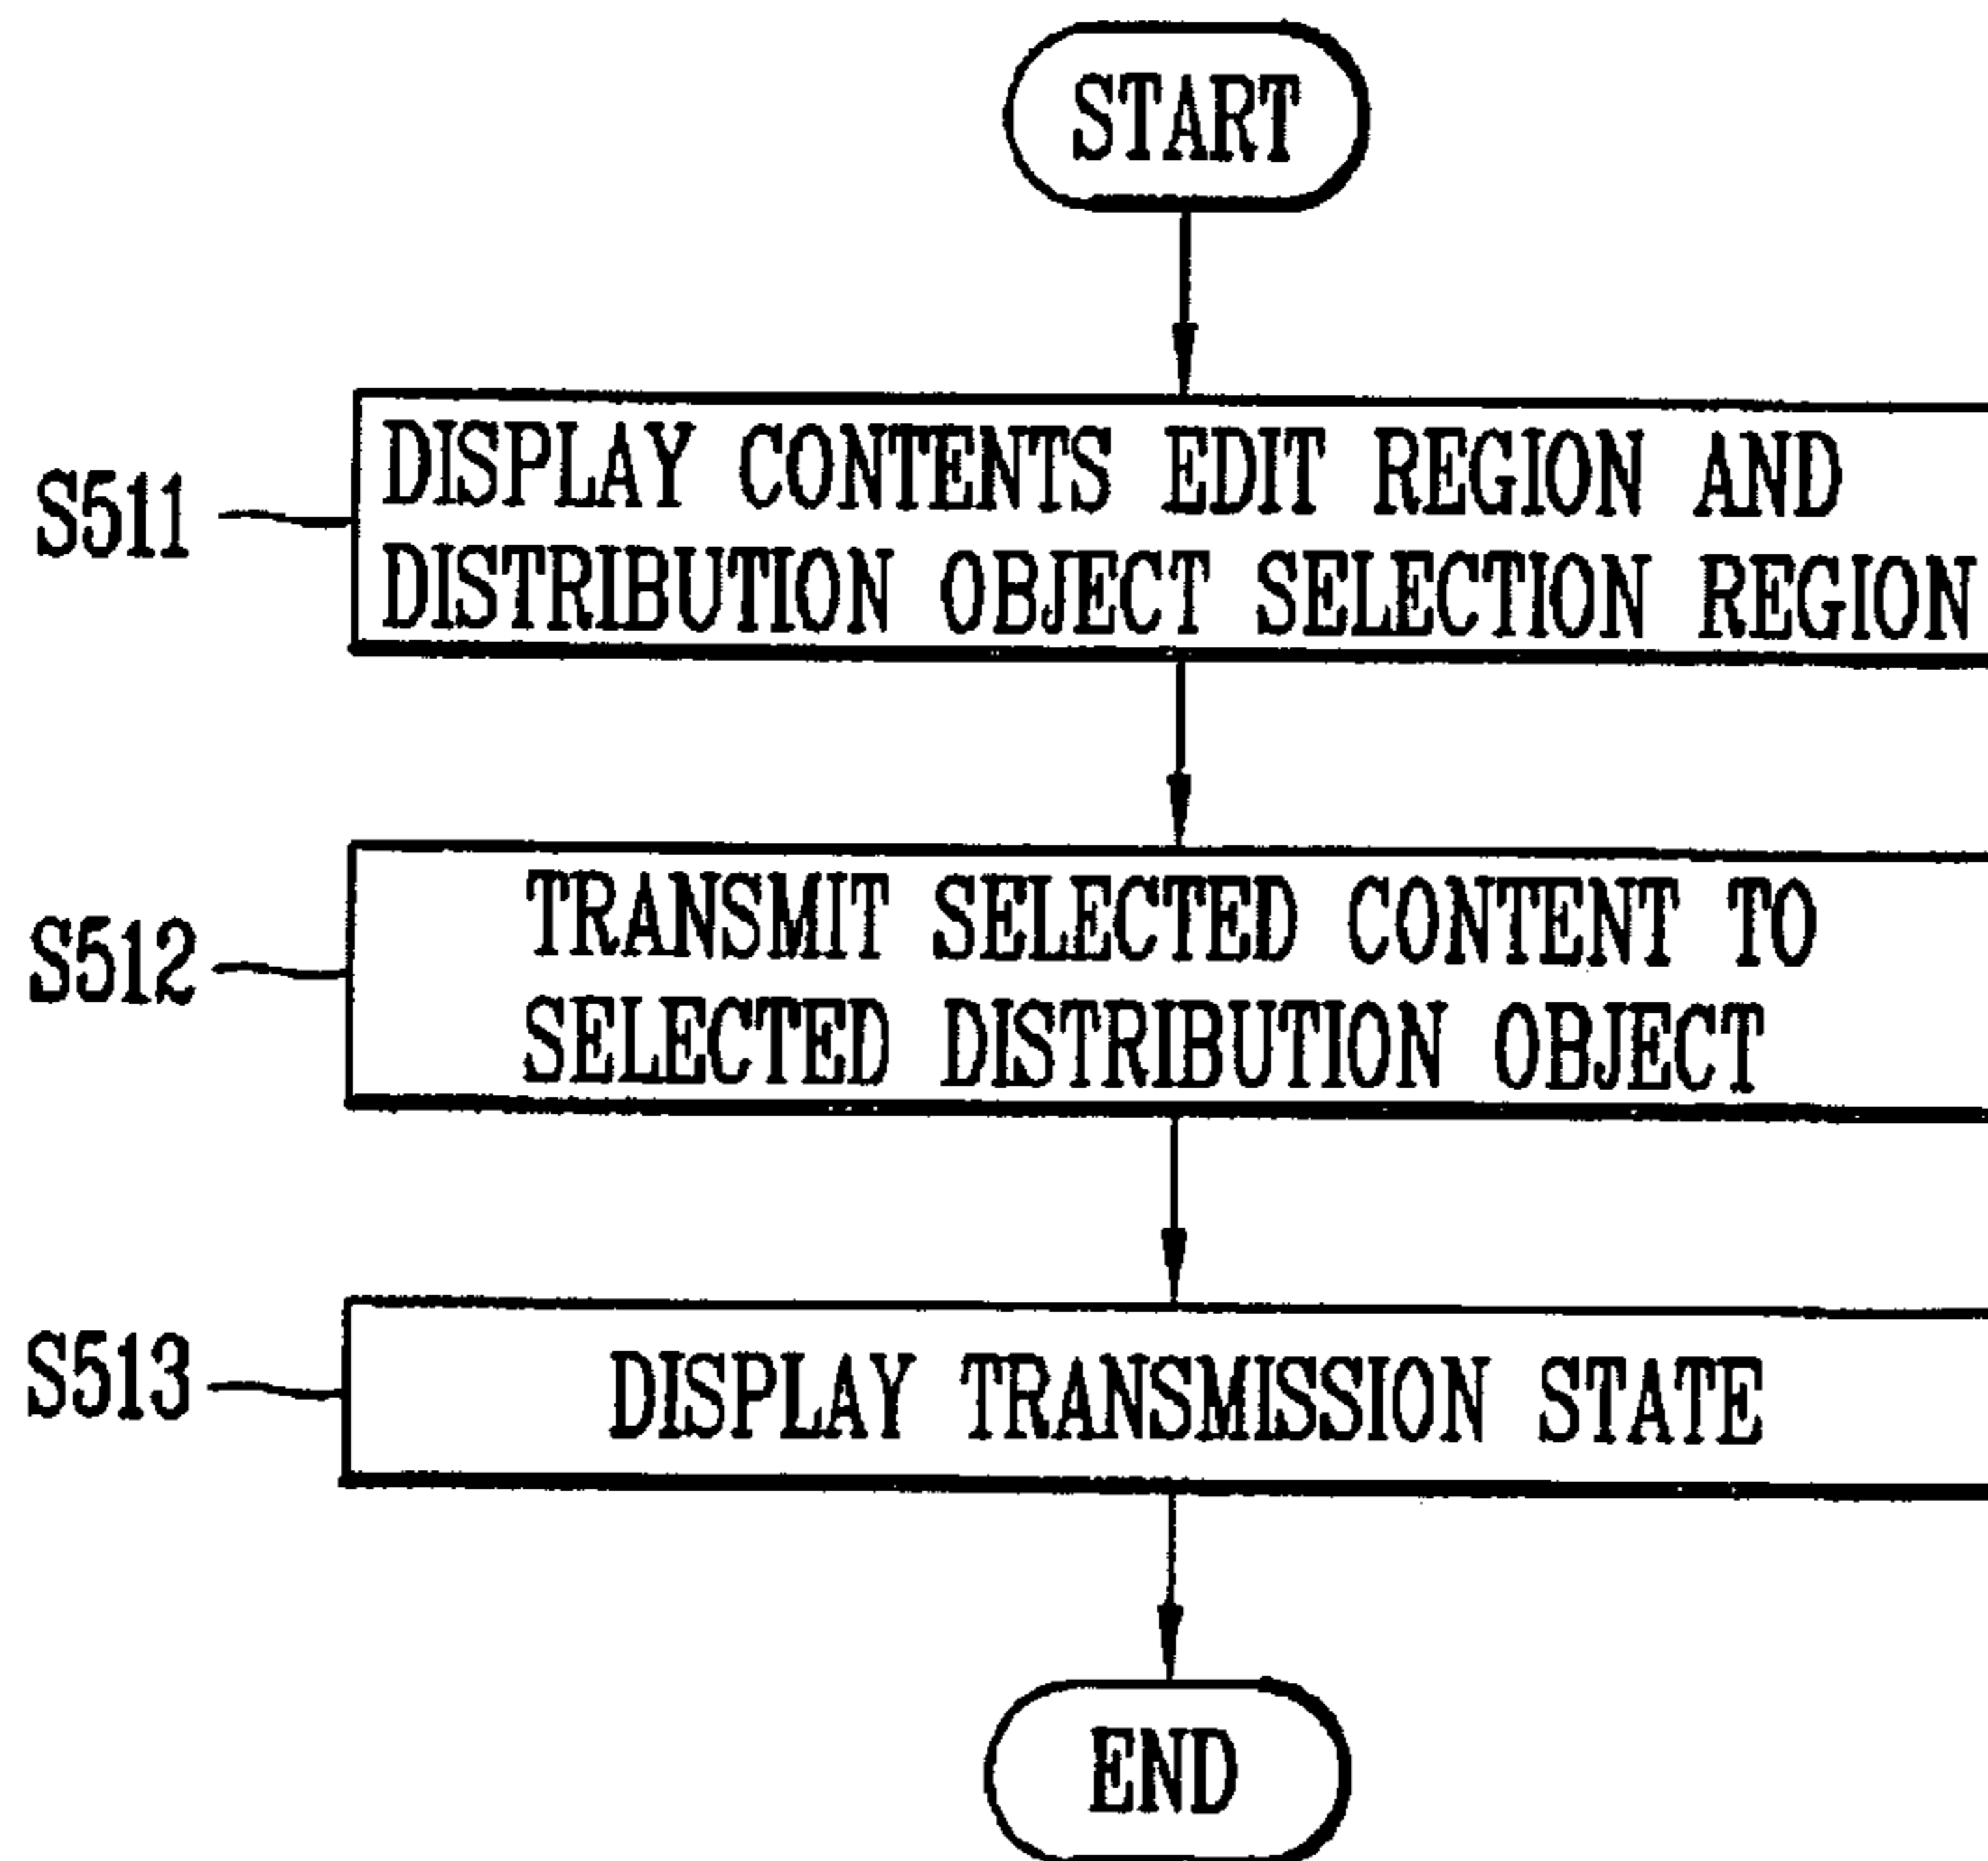 START
S511
DISPLAY CONTENTS EDIT REGION AND
DISTRIBUTION OBJECT SELECTION REGION
S512
TRANSMIT SELECTED CONTENT TO
SELECTED DISTRIBUTION OBJECT
S513
DISPLAY TRANSMISSION STATE
END